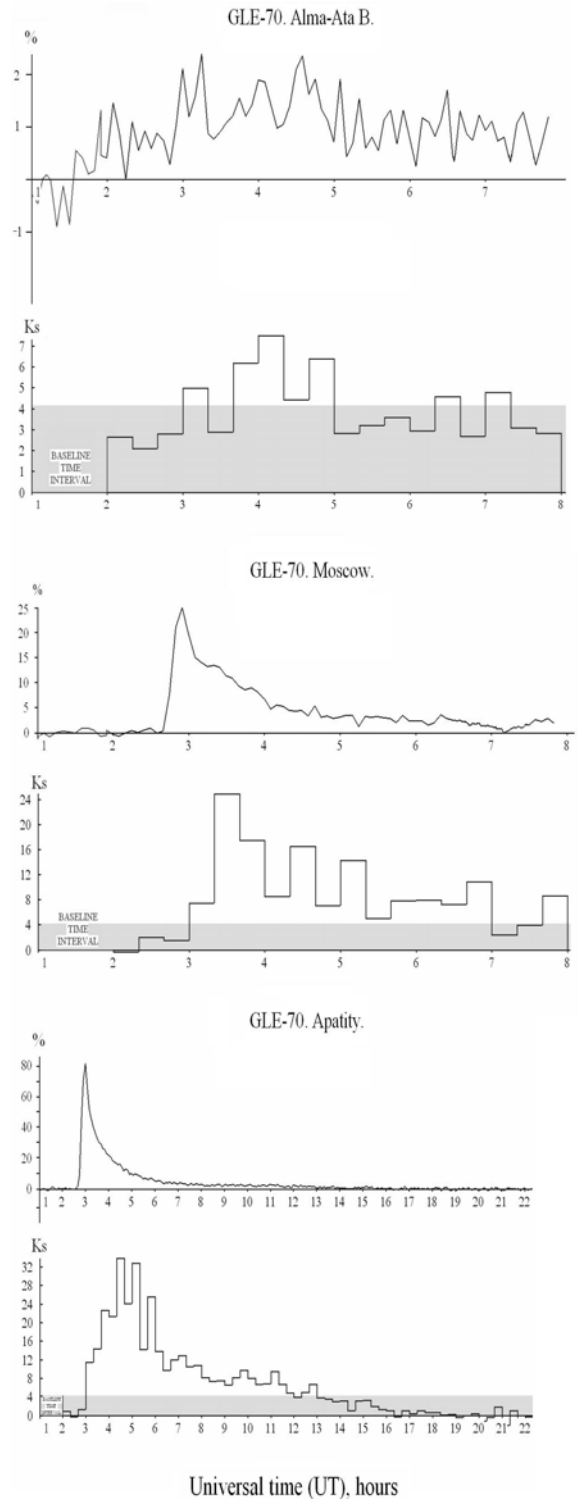 GLE-70. Alma-Ata B.
%
2
1
-1
1 2 3 4 5 6 7
Ks
7
6
5
4
3
2
1
0
BASELINE
TIME
INTERVAL
1 2 3 4 5 6 7 8
GLE-70. Moscow.
%
25
20
15
10
5
0
1 2 3 4 5 6 7 8
Ks
24
20
16
12
8
4
0
BASELINE
TIME
INTERVAL
1 2 3 4 5 6 7 8
GLE-70. Apatity.
%
80
60
40
20
0
1 2 3 4 5 6 7 8 9 10 11 12 13 14 15 16 17 18 19 20 21 22
Ks
32
28
24
20
16
12
8
4
0
BASELINE
TIME
1 2 3 4 5 6 7 8 9 10 11 12 13 14 15 16 17 18 19 20 21 22
Universal time (UT), hours